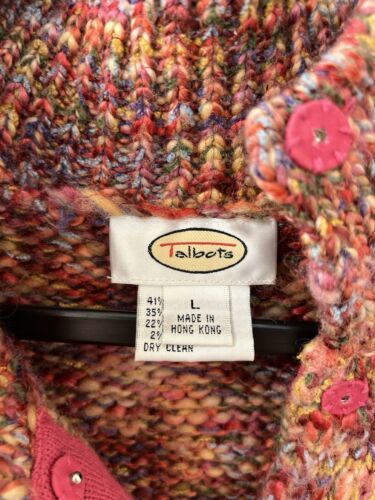 Talbots
41%
35%
22%
2%
DRY CLEAN
L
MADE IN
HONG KONG